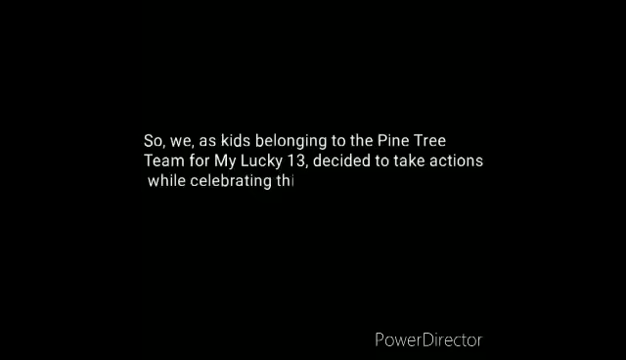 So, we, as kids belonging to the Pine Tree
Team for My Lucky 13, decided to take actions
while celebrating thi
PowerDirector